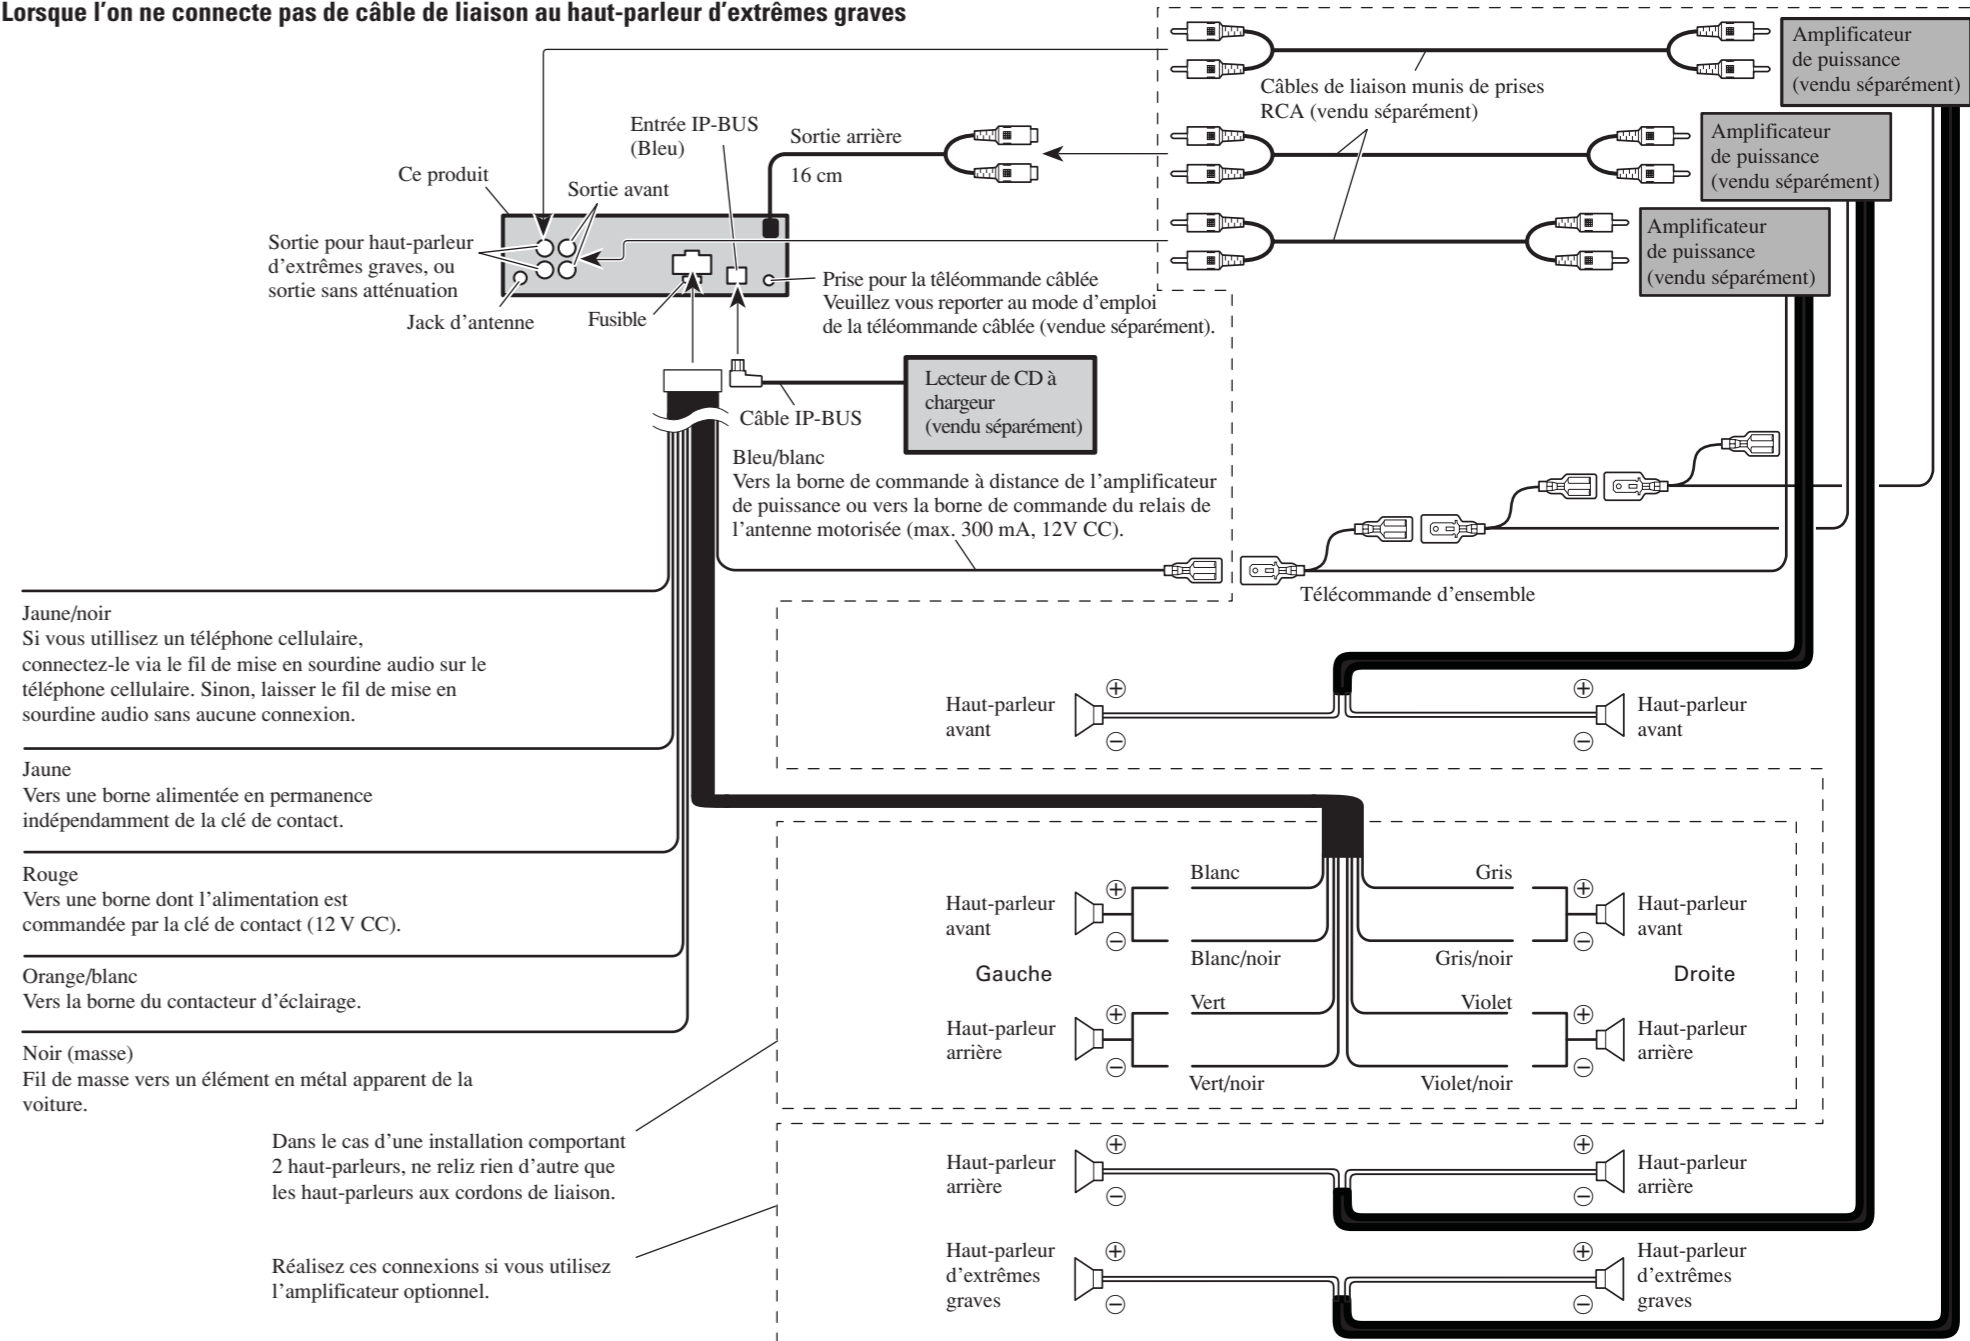 Lorsque l'on ne connecte pas de câble de liaison au haut-parleur d'extrêmes graves
Amplificateur
de puissance
(vendu séparément)
Câbles de liaison munis de prises
RCA (vendu séparément)
Amplificateur
de puissance
(vendu séparément)
Amplificateur
de puissance
(vendu séparément)
Entrée IP-BUS
(Bleu)
Sortie arrière
16 cm
Ce produit
Sortie avant
Sortie pour haut-parleur
d'extrêmes graves, ou
sortie sans atténuation
Jack d'antenne
Fusible
Prise pour la téléommande câblée
Veuillez vous reporter au mode d'emploi
de la téléommande câblée (vendue séparément).
Lecteur de CD à
chargeur
(vendu séparément)
Câble IP-BUS
Bleu/blanc
Vers la borne de commande à distance de l'amplificateur
de puissance ou vers la borne de commande du relais de
l'antenne motorisée (max. 300 mA, 12V CC).
Télécommande d'ensemble
Jaune/noir
Si vous utillisez un téléphone cellulaire,
connectez-le via le fil de mise en sourdine audio sur le
téléphone cellulaire. Sinon, laisser le fil de mise en
sourdine audio sans aucune connexion.
Jaune
Vers une borne alimentée en permanence
indépendamment de la clé de contact.
Rouge
Vers une borne dont l'alimentation est
commandée par la clé de contact (12 V CC).
Orange/blanc
Vers la borne du contacteur d'éclairage.
Noir (masse)
Fil de masse vers un élément en métal apparent de la
voiture.
Dans le cas d'une installation comportant
2 haut-parleurs, ne reliz rien d'autre que
les haut-parleurs aux cordons de liaison.
Réalisez ces connexions si vous utilisez
l'amplificateur optionnel.
Haut-parleur
avant
⊕
⊖
⊕
⊖
Haut-parleur
avant
Haut-parleur
avant
⊕
⊖
Blanc
Blanc/noir
Gris
Gris/noir
⊕
⊖
Haut-parleur
avant
Gauche
Droite
Haut-parleur
arrière
⊕
⊖
Vert
Vert/noir
Violet
Violet/noir
⊕
⊖
Haut-parleur
arrière
Haut-parleur
arrière
⊕
⊖
⊕
⊖
Haut-parleur
arrière
Haut-parleur
d'extrêmes
graves
⊕
⊖
⊕
⊖
Haut-parleur
d'extrêmes
graves